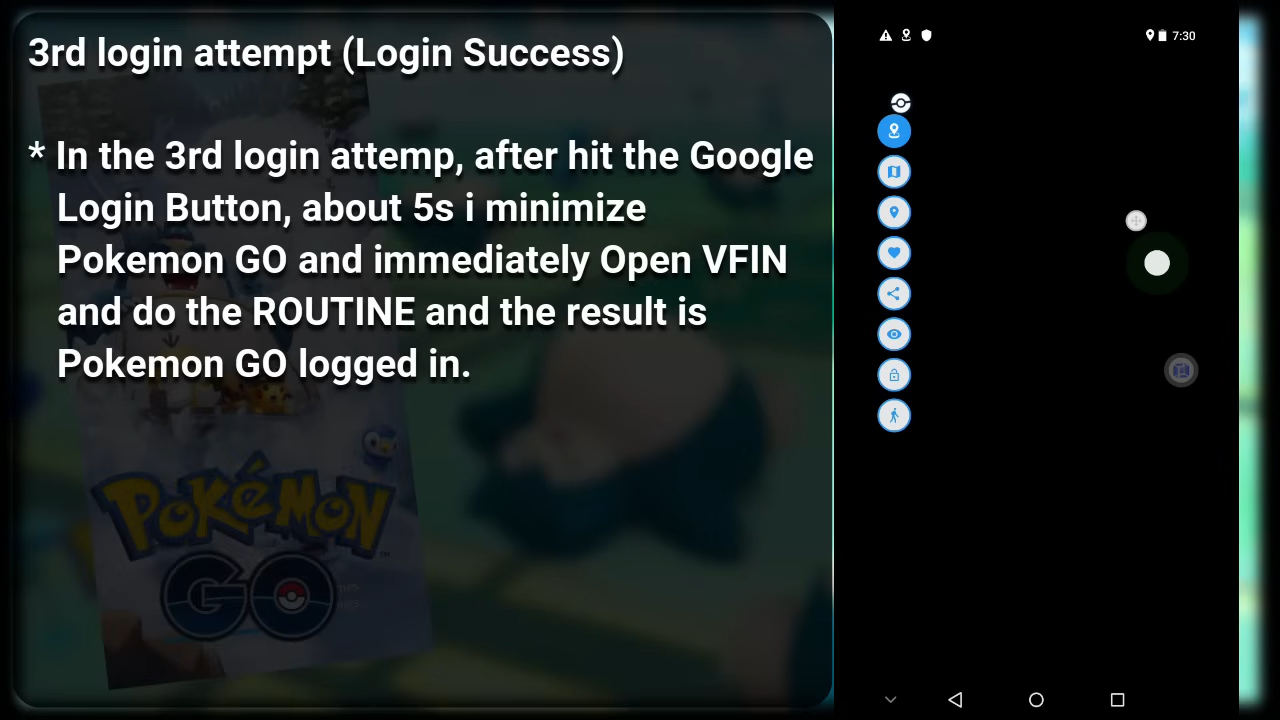 3rd login attempt (Login Success)
* In the 3rd login attemp, after hit the Google
Login Button, about 5s i minimize
Pokemon GO and immediately Open VFIN
and do the ROUTINE and the result is
Pokemon GO logged in.
POKÉMON
GO
7:30